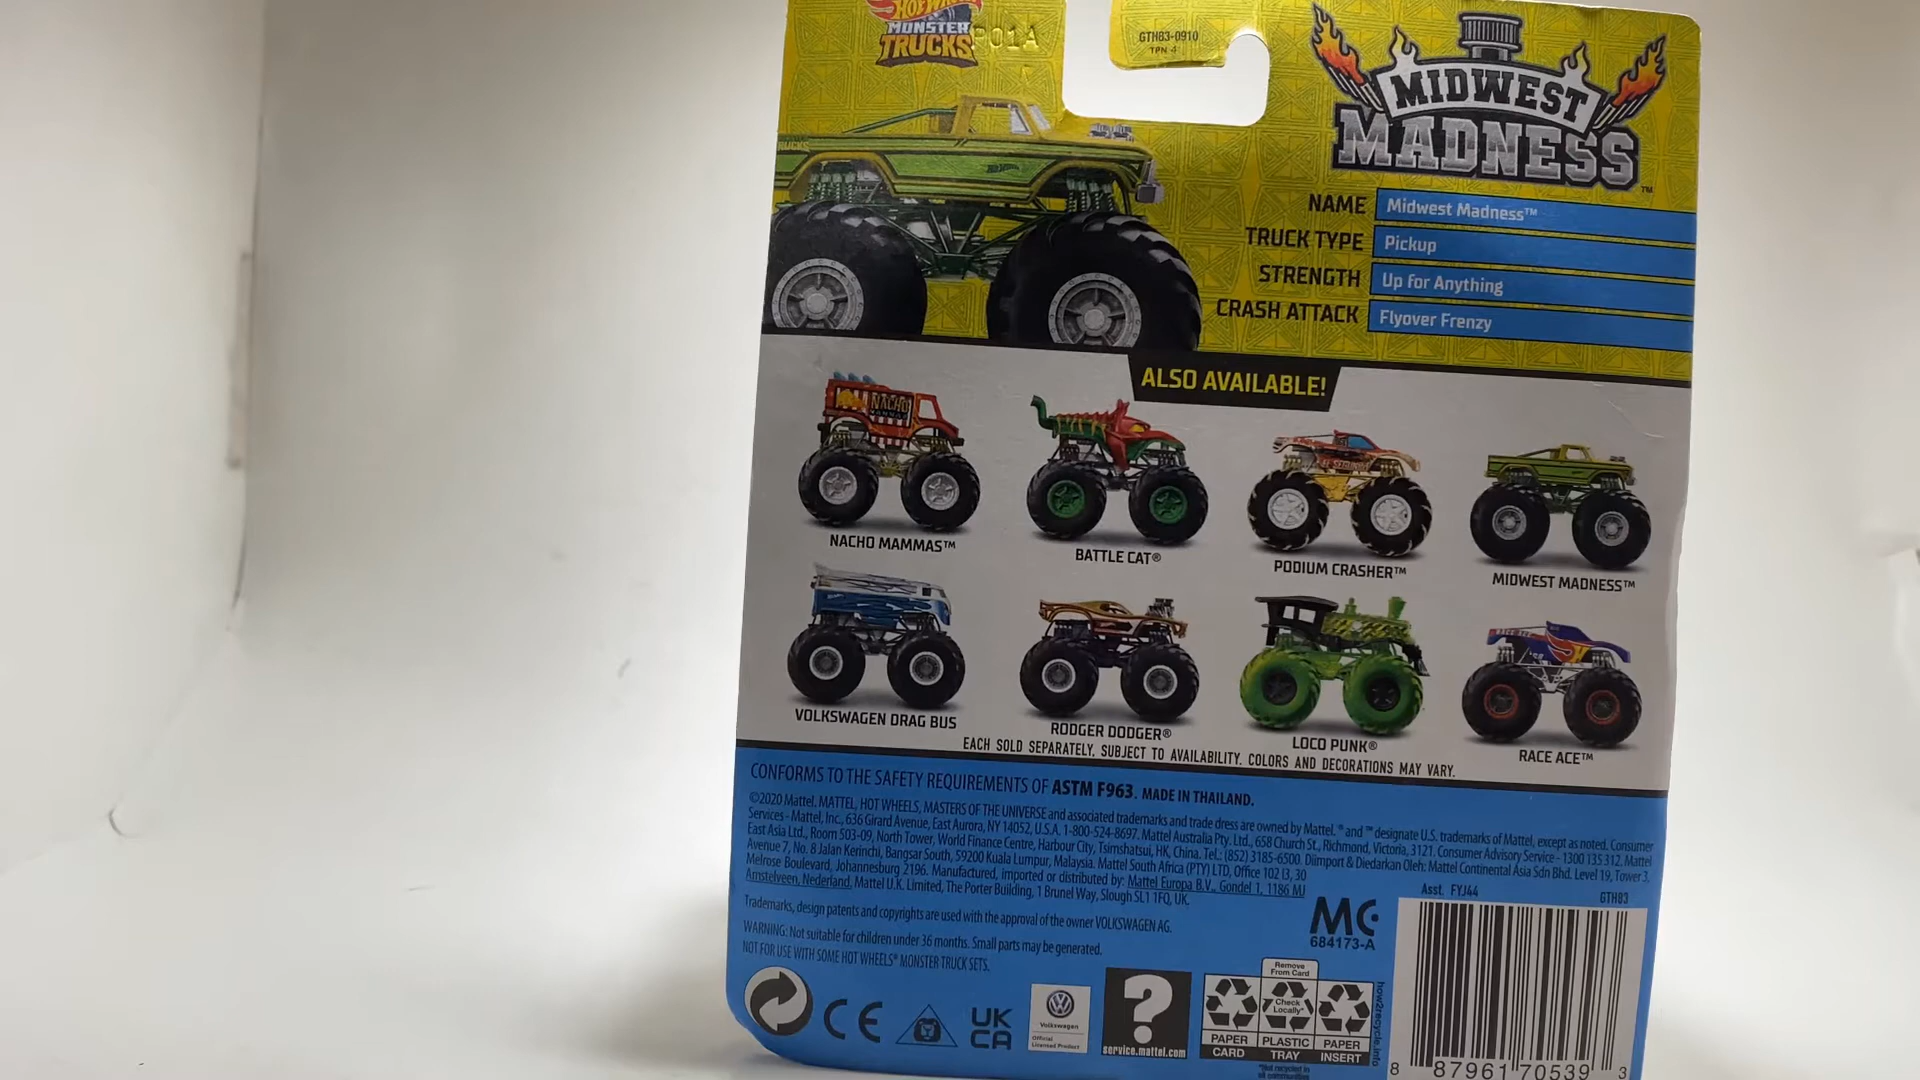 HOT WHEELS
MONSTER
TRUCKS
P01A
GTH83-0910
TPN 4
MIDWEST
MADNESS™
NAME Midwest Madness™
TRUCK TYPE Pickup
STRENGTH Up for Anything
CRASH ATTACK Flyover Frenzy
ALSO AVAILABLE!
NACHO MAMMAS™
BATTLE CAT®
PODIUM CRASHER™
MIDWEST MADNESS™
VOLKSWAGEN DRAG BUS
RODGER DODGER®
LOCO PUNK®
RACE ACE™
EACH SOLD SEPARATELY. SUBJECT TO AVAILABILITY. COLORS AND DECORATIONS MAY VARY.
CONFORMS TO THE SAFETY REQUIREMENTS OF ASTM F963. MADE IN THAILAND.
©2020 Mattel. MATTEL, HOT WHEELS, MASTERS OF THE UNIVERSE and associated trademarks and trade dress are owned by Mattel. ® and ™ designate U.S. trademarks of Mattel, except as noted. Consumer
Services - Mattel, Inc., 636 Girard Avenue, East Aurora, NY 14052, U.S.A. 1-800-524-8697. Mattel Australia Pty. Ltd., 658 Church St., Richmond, Victoria, 3121. Consumer Advisory Service - 1300 135 312. Mattel
East Asia Ltd., Room 503-09, North Tower, World Finance Centre, Harbour City, Tsimshatsui, HK, China. Tel.: (852) 3185-6500. Diimport & Diedarkan Oleh: Mattel Continental Asia Sdn Bhd. Level 19, Tower 3,
Avenue 7, No. 8 Jalan Kerinchi, Bangsar South, 59200 Kuala Lumpur, Malaysia. Mattel South Africa (PTY) LTD, Office 102 I3, 30
Melrose Boulevard, Johannesburg 2196. Manufactured, imported or distributed by: Mattel Europa B.V., Gondel 1, 1186 MJ
Amstelveen, Nederland. Mattel U.K. Limited, The Porter Building, 1 Brunel Way, Slough SL1 1FQ, UK.
Trademarks, design patents and copyrights are used with the approval of the owner VOLKSWAGEN AG.
WARNING: Not suitable for children under 36 months. Small parts may be generated.
NOT FOR USE WITH SOME HOT WHEELS® MONSTER TRUCK SETS.
Asst. FYJ44
GTH83
MC
684173-A
CE
UK
CA
Volkswagen
Official
Licensed Product
?
service.mattel.com
Remove
From Card
Check
Locally*
PAPER PLASTIC PAPER
CARD TRAY INSERT
*Not recycled in
all communities
how2recycle.info
8 87961 70539 3